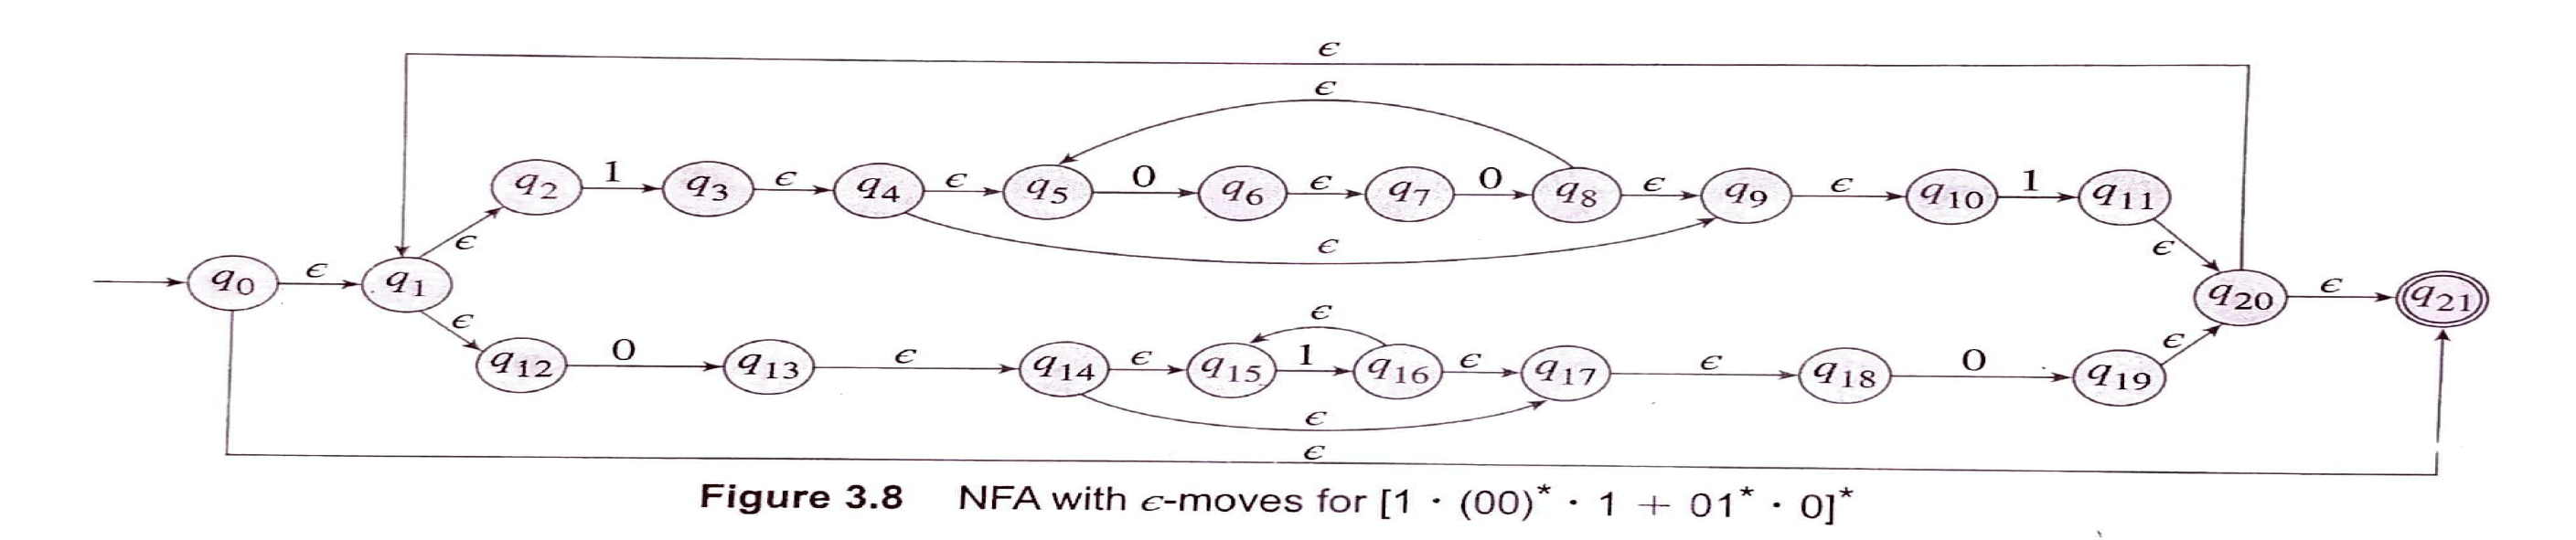 ϵ
ϵ
q2 1 q3 ϵ q4 ϵ q5 0 q6 ϵ q7 0 q8 ϵ q9 ϵ q10 1 q11
ϵ ϵ ϵ
q0 ϵ q1 q20 ϵ q21
ϵ ϵ ϵ
q12 0 q13 ϵ q14 ϵ q15 1 q16 ϵ q17 ϵ q18 0 q19
ϵ
ϵ
Figure 3.8 NFA with ϵ-moves for [1 · (00)* · 1 + 01* · 0]*